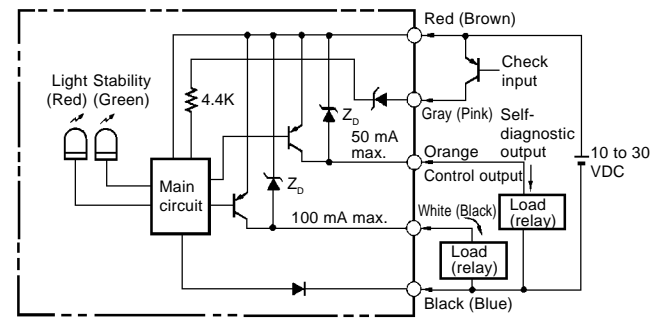 Red (Brown)
Check
input
Light Stability
(Red) (Green)
4.4K
ZD
Gray (Pink)
50 mA
max.
Self-
diagnostic
output
Orange
Control output
10 to 30
VDC
Main
circuit
ZD
100 mA max.
White (Black)
Load
(relay)
Load
(relay)
Black (Blue)